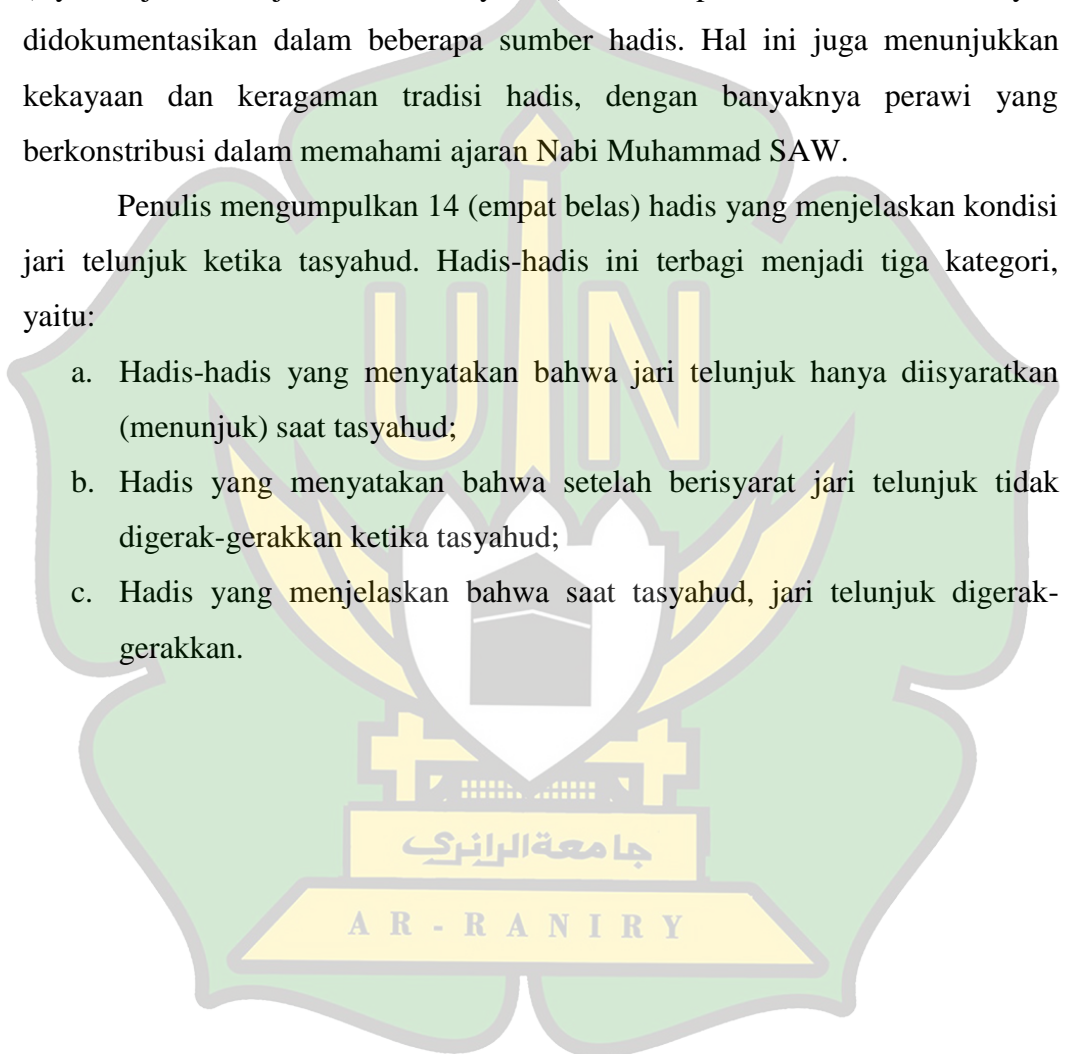 didokumentasikan dalam beberapa sumber hadis. Hal ini juga menunjukkan
kekayaan dan keragaman tradisi hadis, dengan banyaknya perawi yang
berkonstribusi dalam memahami ajaran Nabi Muhammad SAW.
Penulis mengumpulkan 14 (empat belas) hadis yang menjelaskan kondisi
jari telunjuk ketika tasyahud. Hadis-hadis ini terbagi menjadi tiga kategori,
yaitu:
a. Hadis-hadis yang menyatakan bahwa jari telunjuk hanya diisyaratkan
(menunjuk) saat tasyahud;
b. Hadis yang menyatakan bahwa setelah berisyarat jari telunjuk tidak
digerak-gerakkan ketika tasyahud;
c. Hadis yang menjelaskan bahwa saat tasyahud, jari telunjuk digerak-
gerakkan.
UIN
جامعة الرانري
AR-RANIRY